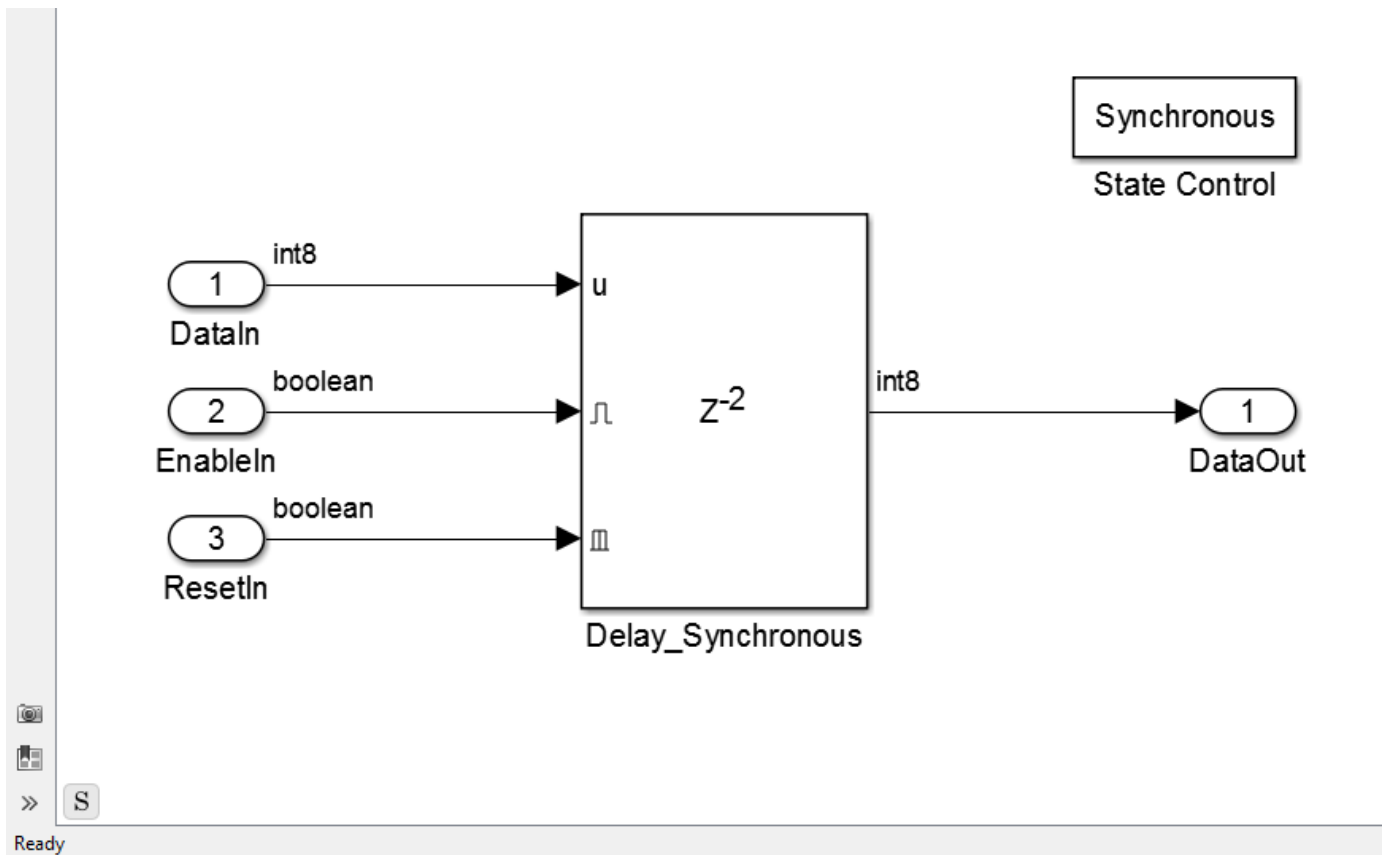 Synchronous
State Control
int8
1
u
DataIn
boolean
2
Z-2
int8
1
EnableIn
DataOut
boolean
3
ResetIn
Delay_Synchronous
S
Ready